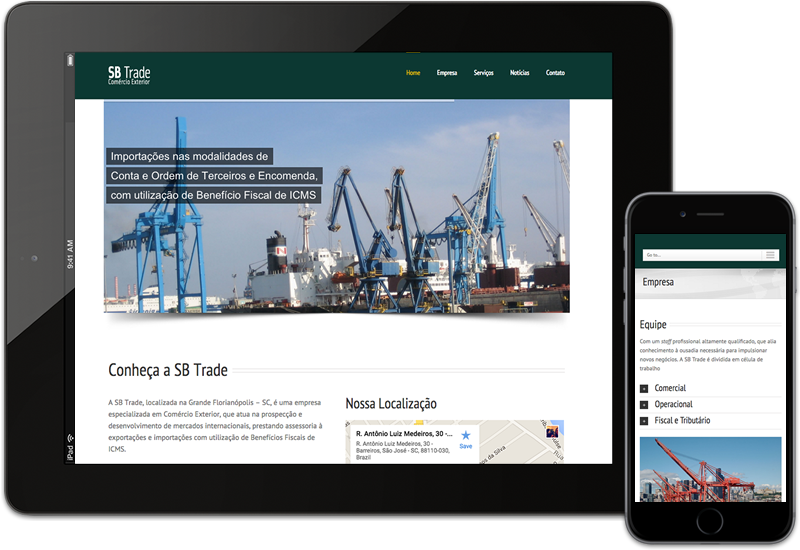 SB Trade
Comércio Exterior
Home Empresa Serviços Notícias Contato
Importações nas modalidades de
Conta e Ordem de Terceiros e Encomenda,
com utilização de Benefício Fiscal de ICMS
Conheça a SB Trade
A SB Trade, localizada na Grande Florianópolis – SC, é uma empresa
especializada em Comércio Exterior, que atua na prospecção e
desenvolvimento de mercados internacionais, prestando assessoria à
exportações e importações com utilização de Benefícios Fiscais de
ICMS.
Nossa Localização
R. Antônio Luiz Medeiros, 30 -...
R. Antônio Luiz Medeiros, 30 -
Barreiros, São José - SC, 88110-030,
Brazil
Save
os da Silva
iPad
9:41 AM
Go to...
Empresa
Equipe
Com um staff profissional altamente qualificado, que alia
conhecimento à ousadia necessária para impulsionar
novos negócios. A SB Trade é dividida em célula de
trabalho
+ Comercial
+ Operacional
+ Fiscal e Tributário